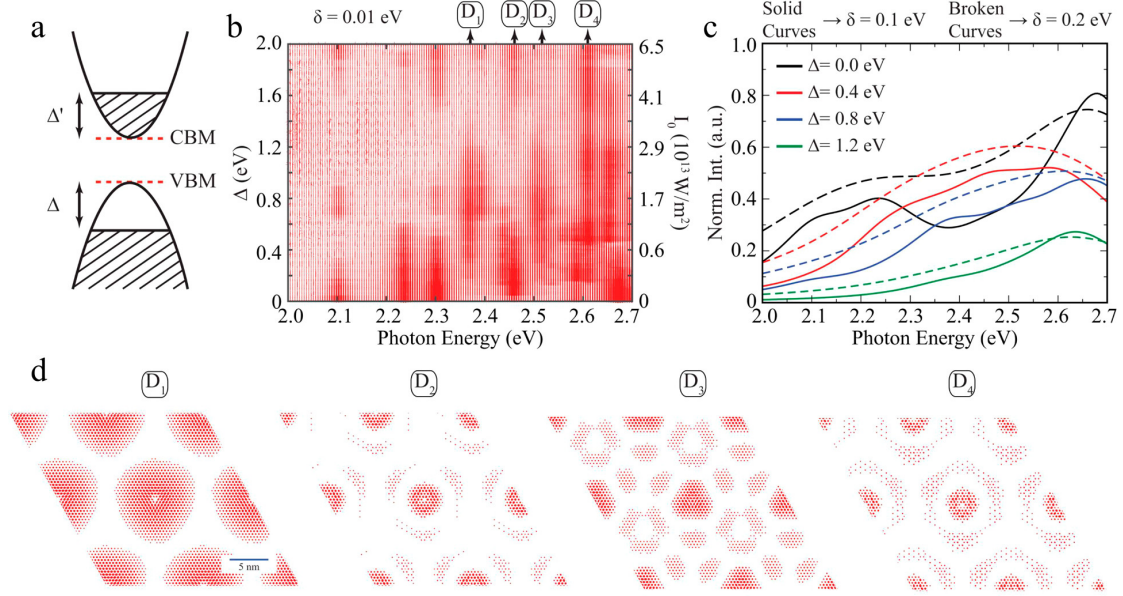 a
Δ'
CBM
VBM
Δ
b
δ = 0.01 eV
D1
D2
D3
D4
2.0
1.6
1.2
0.8
0.4
0
Δ (eV)
6.5
4.1
2.9
1.7
0.6
0
I0 (10¹³ W/m²)
2.0 2.1 2.2 2.3 2.4 2.5 2.6 2.7
Photon Energy (eV)
c
Solid Curves → δ = 0.1 eV
Broken Curves → δ = 0.2 eV
1.0
0.8
0.6
0.4
0.2
0
Norm. Int. (a.u.)
Δ= 0.0 eV
Δ= 0.4 eV
Δ= 0.8 eV
Δ= 1.2 eV
2.0 2.1 2.2 2.3 2.4 2.5 2.6 2.7
Photon Energy (eV)
d
D1
D2
D3
D4
5 nm